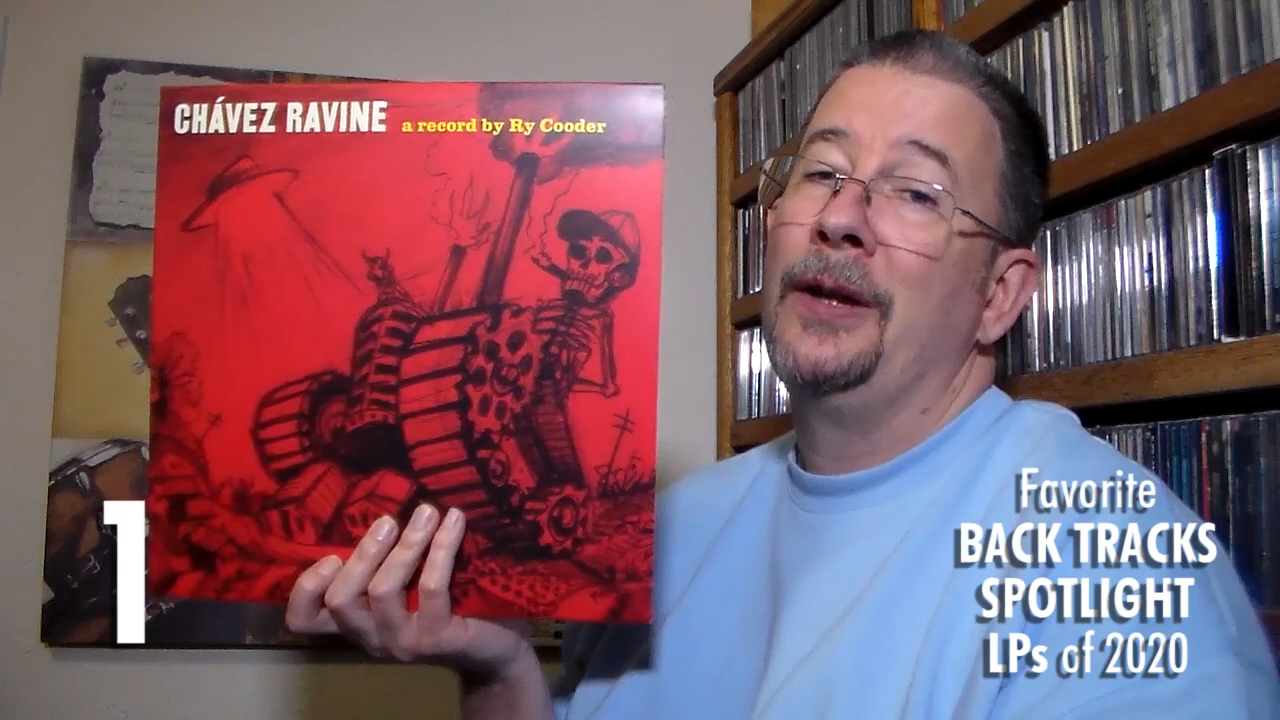 CHÁVEZ RAVINE a record by Ry Cooder
1
Favorite
BACK TRACKS
SPOTLIGHT
LPs of 2020